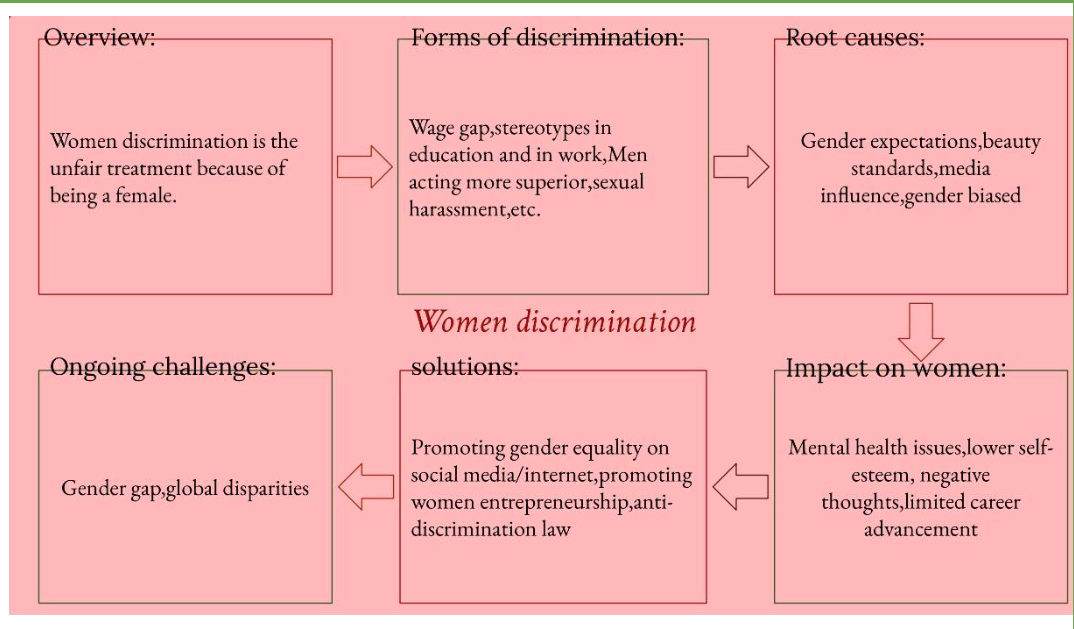 Overview:
Women discrimination is the
unfair treatment because of
being a female.
Forms of discrimination:
Wage gap,stereotypes in
education and in work,Men
acting more superior,sexual
harassment,etc.
Root causes:
Gender expectations,beauty
standards,media
influence,gender biased
Women discrimination
Impact on women:
Mental health issues,lower self-
esteem, negative
thoughts,limited career
advancement
solutions:
Promoting gender equality on
social media/internet,promoting
women entrepreneurship,anti-
discrimination law
Ongoing challenges:
Gender gap,global disparities